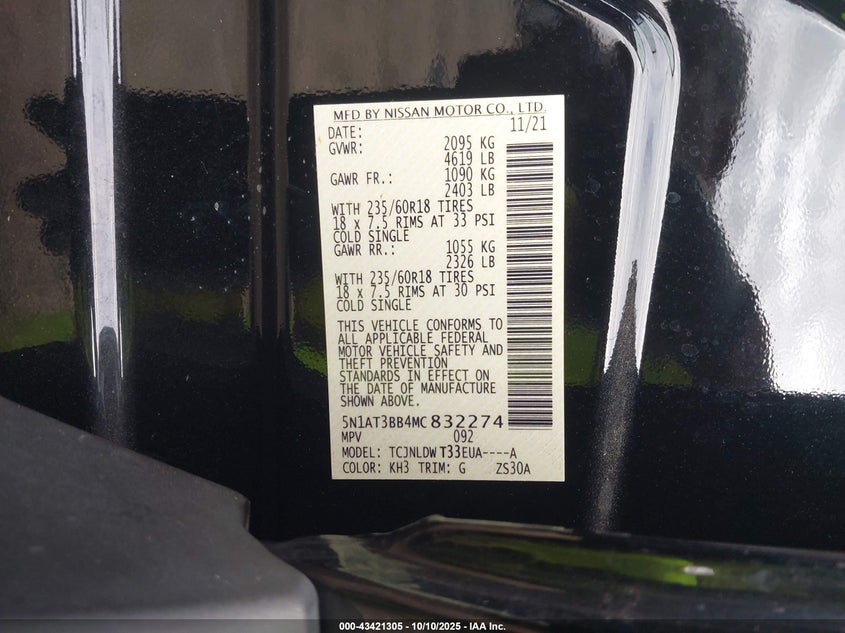 MFD BY NISSAN MOTOR CO., LTD.
DATE: 11/21
GVWR: 2095 KG
4619 LB
GAWR FR.: 1090 KG
2403 LB
WITH 235/60R18 TIRES
18 x 7.5 RIMS AT 33 PSI
COLD SINGLE
GAWR RR.: 1055 KG
2326 LB
WITH 235/60R18 TIRES
18 x 7.5 RIMS AT 30 PSI
COLD SINGLE
THIS VEHICLE CONFORMS TO
ALL APPLICABLE FEDERAL
MOTOR VEHICLE SAFETY AND
THEFT PREVENTION
STANDARDS IN EFFECT ON
THE DATE OF MANUFACTURE
SHOWN ABOVE.
5N1AT3BB4MC832274
MPV 092
MODEL: TCJNLDWT33EUA----A
COLOR: KH3 TRIM: G ZS30A
000-43421305 - 10/10/2025 - IAA Inc.